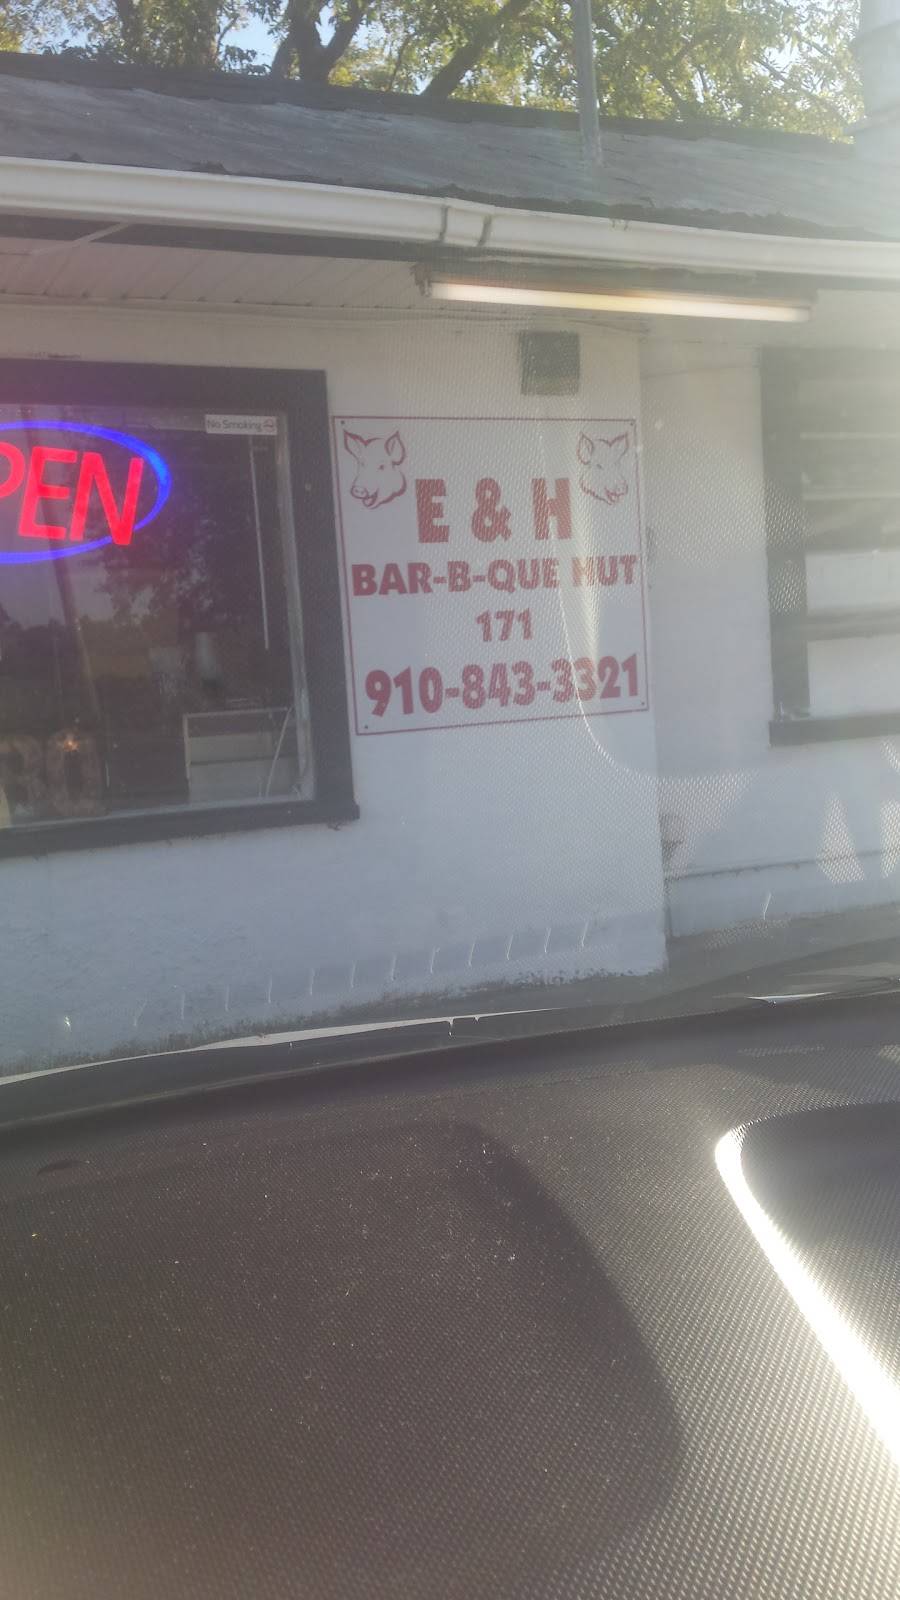 PEN
No Smoking
E & H
BAR-B-QUE HUT
171
910-843-3321